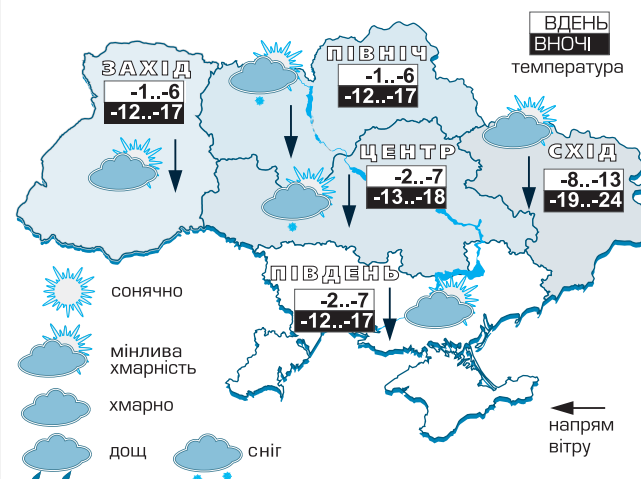 ВДЕНЬ
ВНОЧІ
температура
ЗАХІД
-1..-6
-12..-17
ПІВНІЧ
-1..-6
-12..-17
ЦЕНТР
-2..-7
-13..-18
СХІД
-8..-13
-19..-24
ПІВДЕНЬ
-2..-7
-12..-17
сонячно
мінлива
хмарність
хмарно
дощ
сніг
напрям
вітру